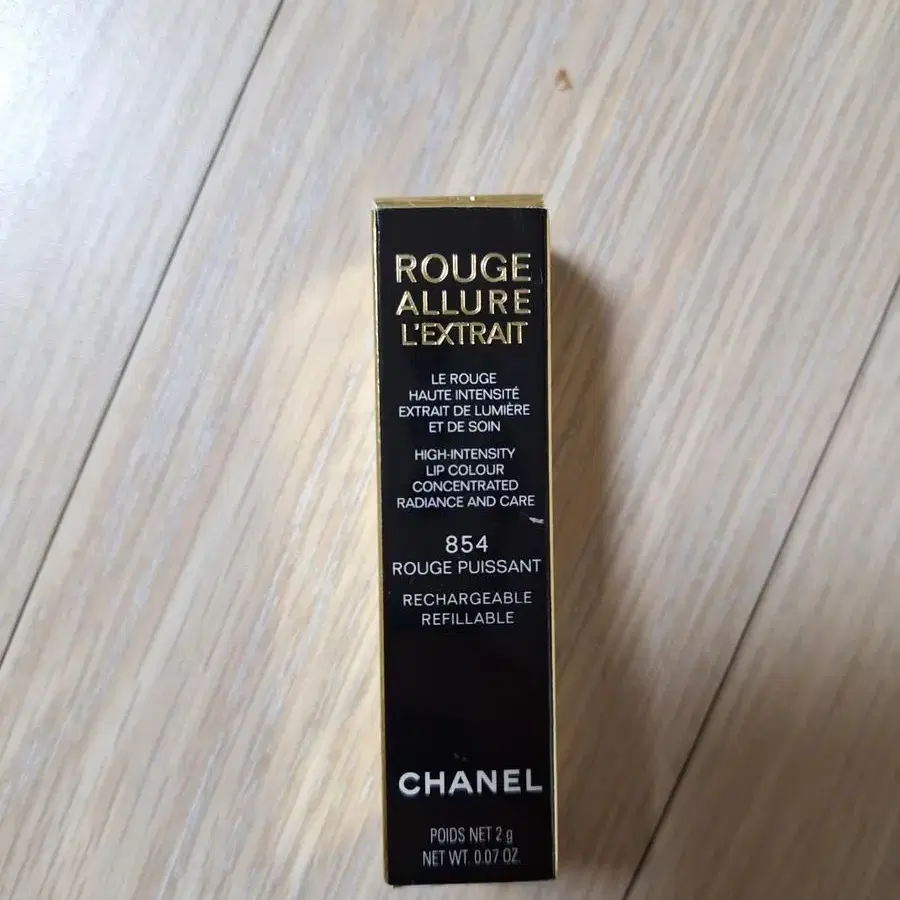 ROUGE
ALLURE
L'EXTRAIT
LE ROUGE
HAUTE INTENSITÉ
EXTRAIT DE LUMIÈRE
ET DE SOIN
HIGH-INTENSITY
LIP COLOUR
CONCENTRATED
RADIANCE AND CARE
854
ROUGE PUISSANT
RECHARGEABLE
REFILLABLE
CHANEL
POIDS NET 2 g
NET WT. 0.07 OZ.